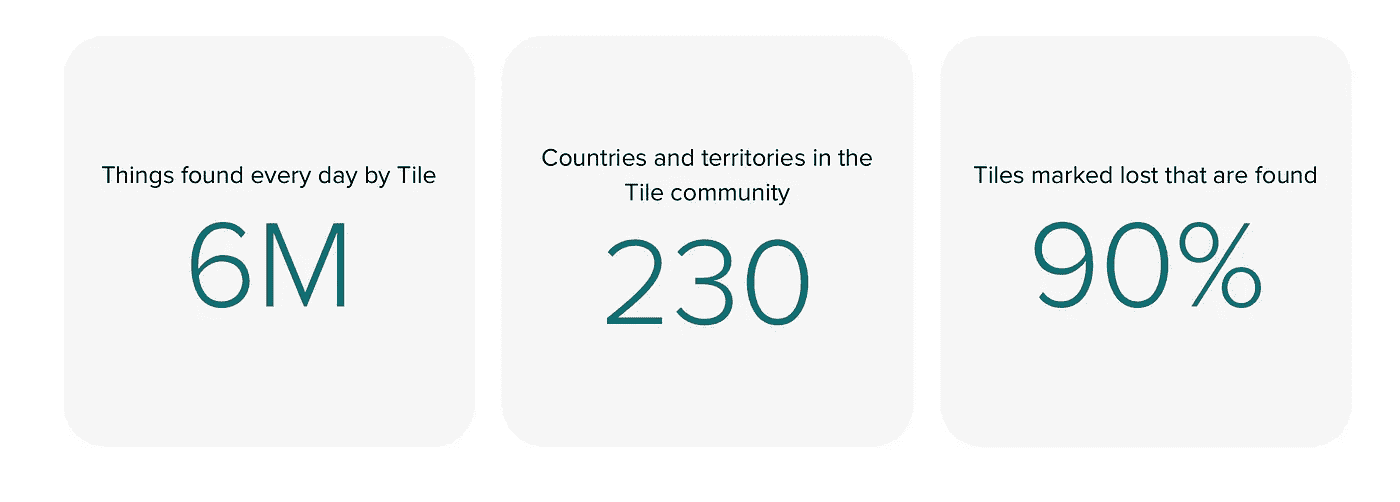 Things found every day by Tile
6M
Countries and territories in the
Tile community
230
Tiles marked lost that are found
90%